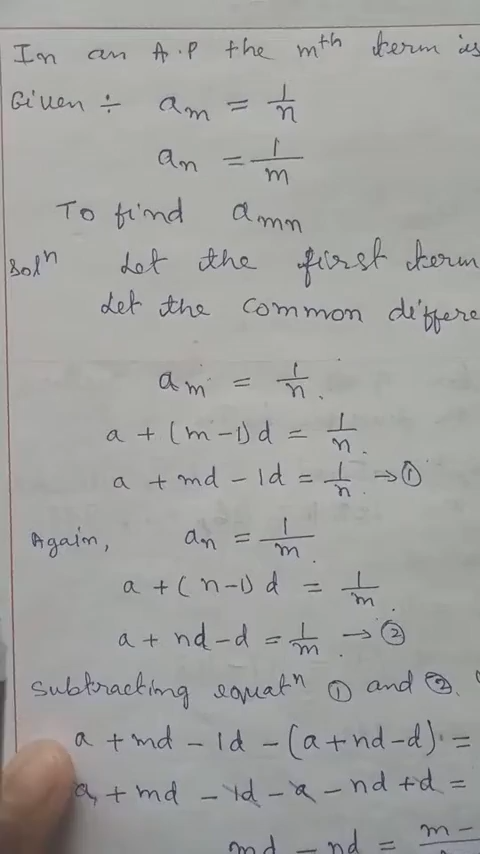 In an A.P the mth term is
Given ÷ am = 1/n
an = 1/m
To find amn
Solⁿ Let the first term
Let the common differe
am = 1/n.
a + (m-1)d = 1/n.
a + md - 1d = 1/n. → ①
Again, an = 1/m.
a + (n-1)d = 1/m.
a + nd - d = 1/m. → ②
Subtracting equatⁿ ① and ②.
a + md - 1d - (a + nd - d) =
a + md - 1d - a - nd + d =
md - nd = m -